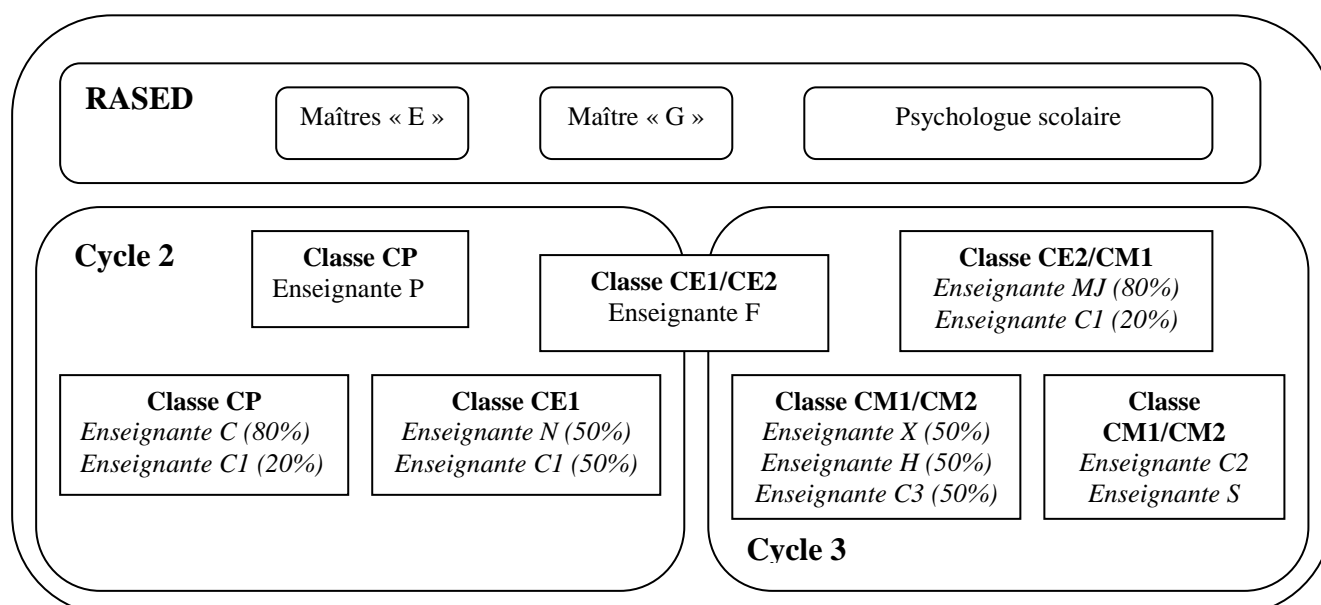 RASED
Maîtres « E »
Maître « G »
Psychologue scolaire
Cycle 2
Classe CP
Enseignante P
Classe CE1/CE2
Enseignante F
Classe CE2/CM1
Enseignante MJ (80%)
Enseignante C1 (20%)
Classe CP
Enseignante C (80%)
Enseignante C1 (20%)
Classe CE1
Enseignante N (50%)
Enseignante C1 (50%)
Classe CM1/CM2
Enseignante X (50%)
Enseignante H (50%)
Enseignante C3 (50%)
Classe
CM1/CM2
Enseignante C2
Enseignante S
Cycle 3